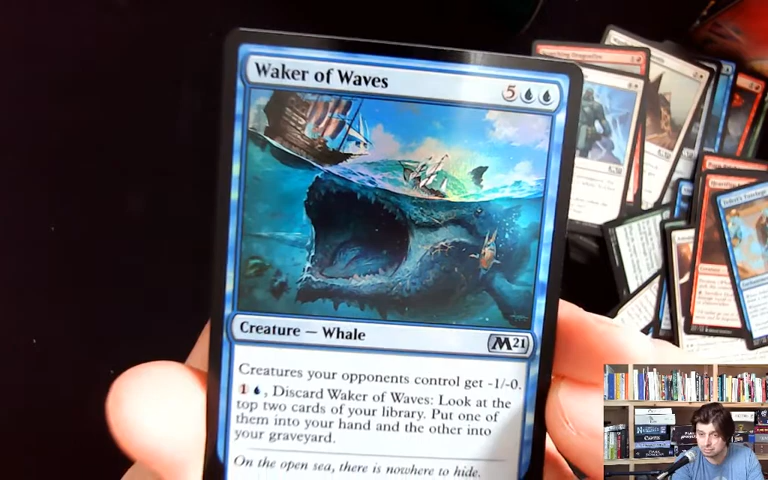 Waker of Waves
5
Creature — Whale
M21
Creatures your opponents control get -1/-0.
1, Discard Waker of Waves: Look at the
top two cards of your library. Put one of
them into your hand and the other into
your graveyard.
On the open sea, there is nowhere to hide.